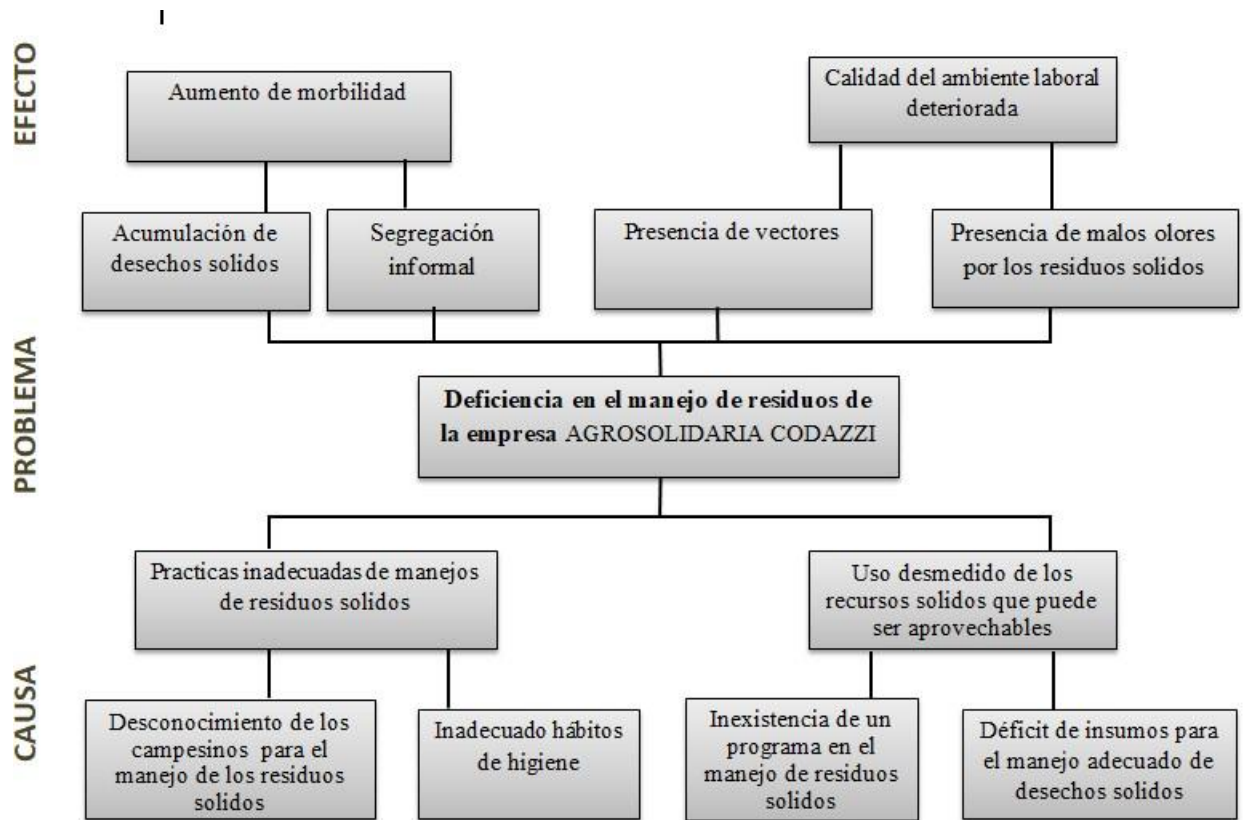 EFECTO
Aumento de morbilidad
Calidad del ambiente laboral
deteriorada
Acumulación de
desechos solidos
Segregación
informal
Presencia de vectores
Presencia de malos olores
por los residuos solidos
PROBLEMA
Deficiencia en el manejo de residuos de
la empresa AGROSOLIDARIA CODAZZI
CAUSA
Practicas inadecuadas de manejos
de residuos solidos
Uso desmedido de los
recursos solidos que puede
ser aprovechables
Desconocimiento de los
campesinos para el
manejo de los residuos
solidos
Inadecuado hábitos
de higiene
Inexistencia de un
programa en el
manejo de residuos
solidos
Déficit de insumos para
el manejo adecuado de
desechos solidos